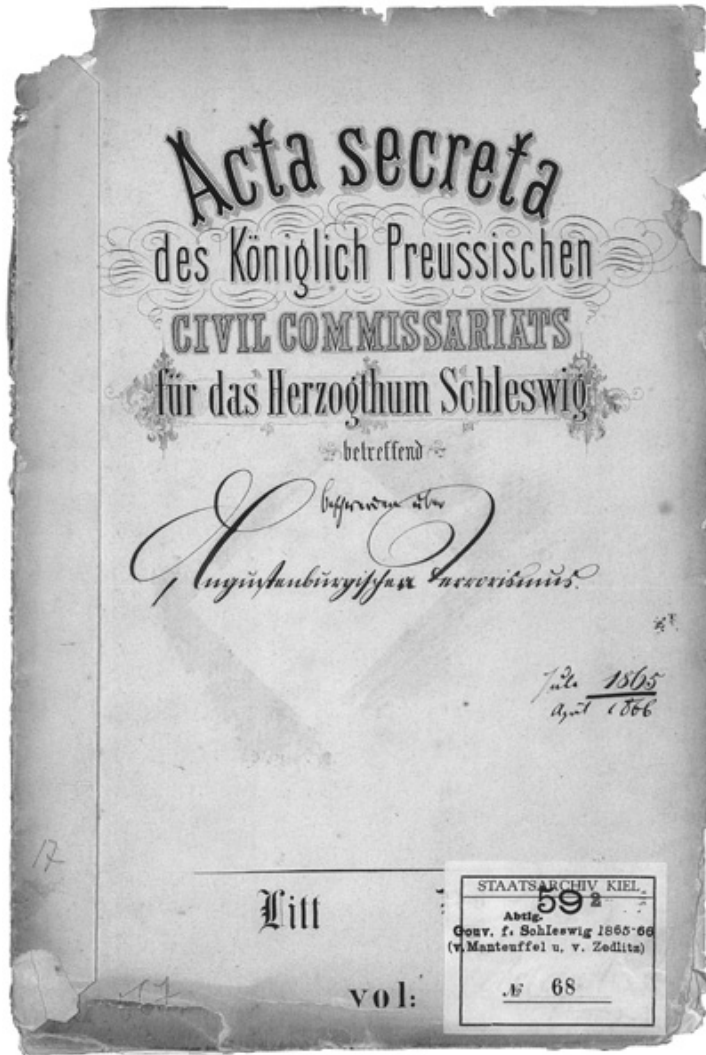 Acta secreta
des Königlich Preussischen
CIVIL COMMISSARIATS
für das Herzogthum Schleswig
betreffend
Beschwerden über
Augustenburgischen Terrorismus.
Juli 1865
April 1866
17
Litt
vol:
17
STAATSARCHIV KIEL
59 2
Abtlg.
Gouv. f. Schleswig 1865-66
(v. Manteuffel u. v. Zedlitz)
№ 68